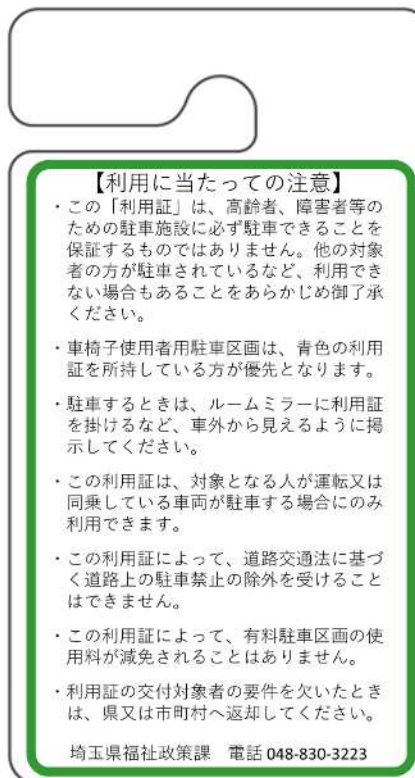 【利用に当たっての注意】
・この「利用証」は、高齢者、障害者等の
ための駐車施設に必ず駐車できることを
保証するものではありません。他の対象
者の方が駐車されているなど、利用でき
ない場合もあることをあらかじめ御了承
ください。
・車椅子使用者用駐車区画は、青色の利用
証を所持している方が優先となります。
・駐車するときは、ルームミラーに利用証
を掛けるなど、車外から見えるように掲
示してください。
・この利用証は、対象となる人が運転又は
同乗している車両が駐車する場合にのみ
利用できます。
・この利用証によって、道路交通法に基づ
く道路上の駐車禁止の除外を受けること
はできません。
・この利用証によって、有料駐車区画の使
用料が減免されることはありません。
・利用証の交付対象者の要件を欠いたとき
は、県又は市町村へ返却してください。
埼玉県福祉政策課　電話 048-830-3223